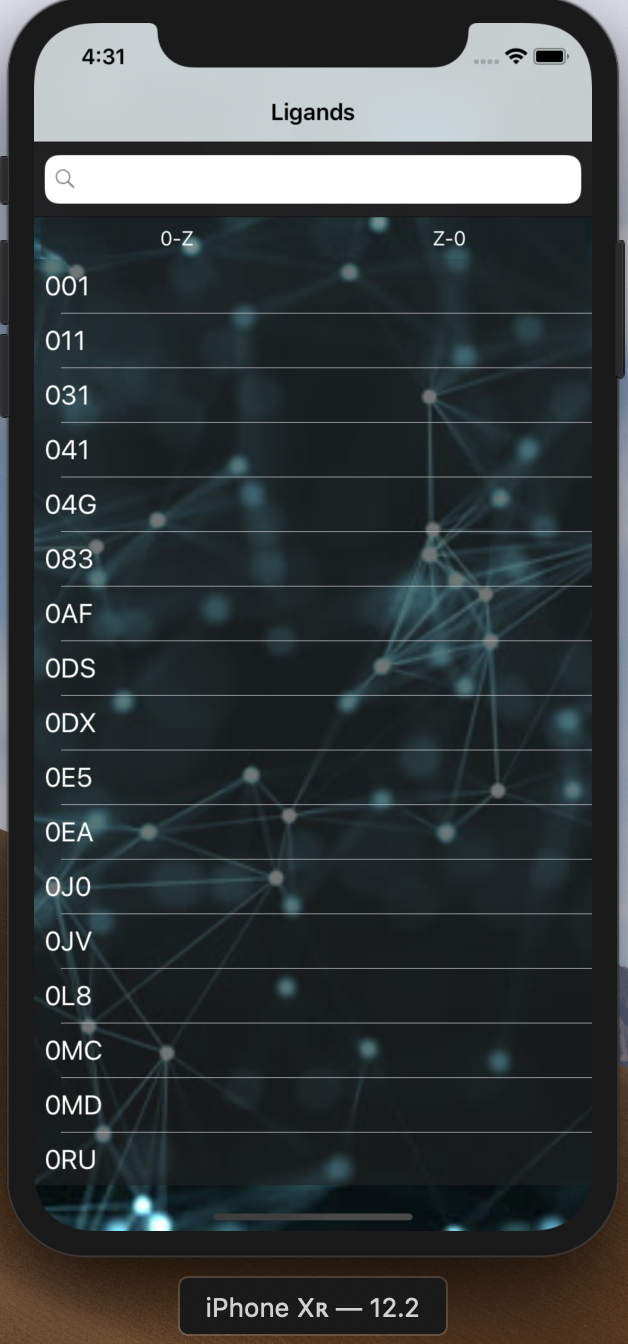 4:31
Ligands
0-Z Z-0
001
011
031
041
04G
083
0AF
0DS
0DX
0E5
0EA
0J0
0JV
0L8
0MC
0MD
0RU
iPhone Xʀ — 12.2